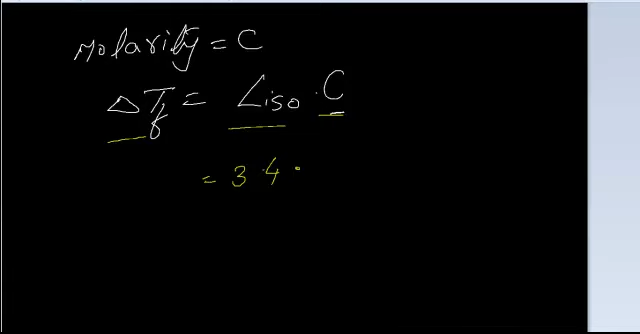 Molarity = C
ΔTf = Liso . C
= 3 4 .